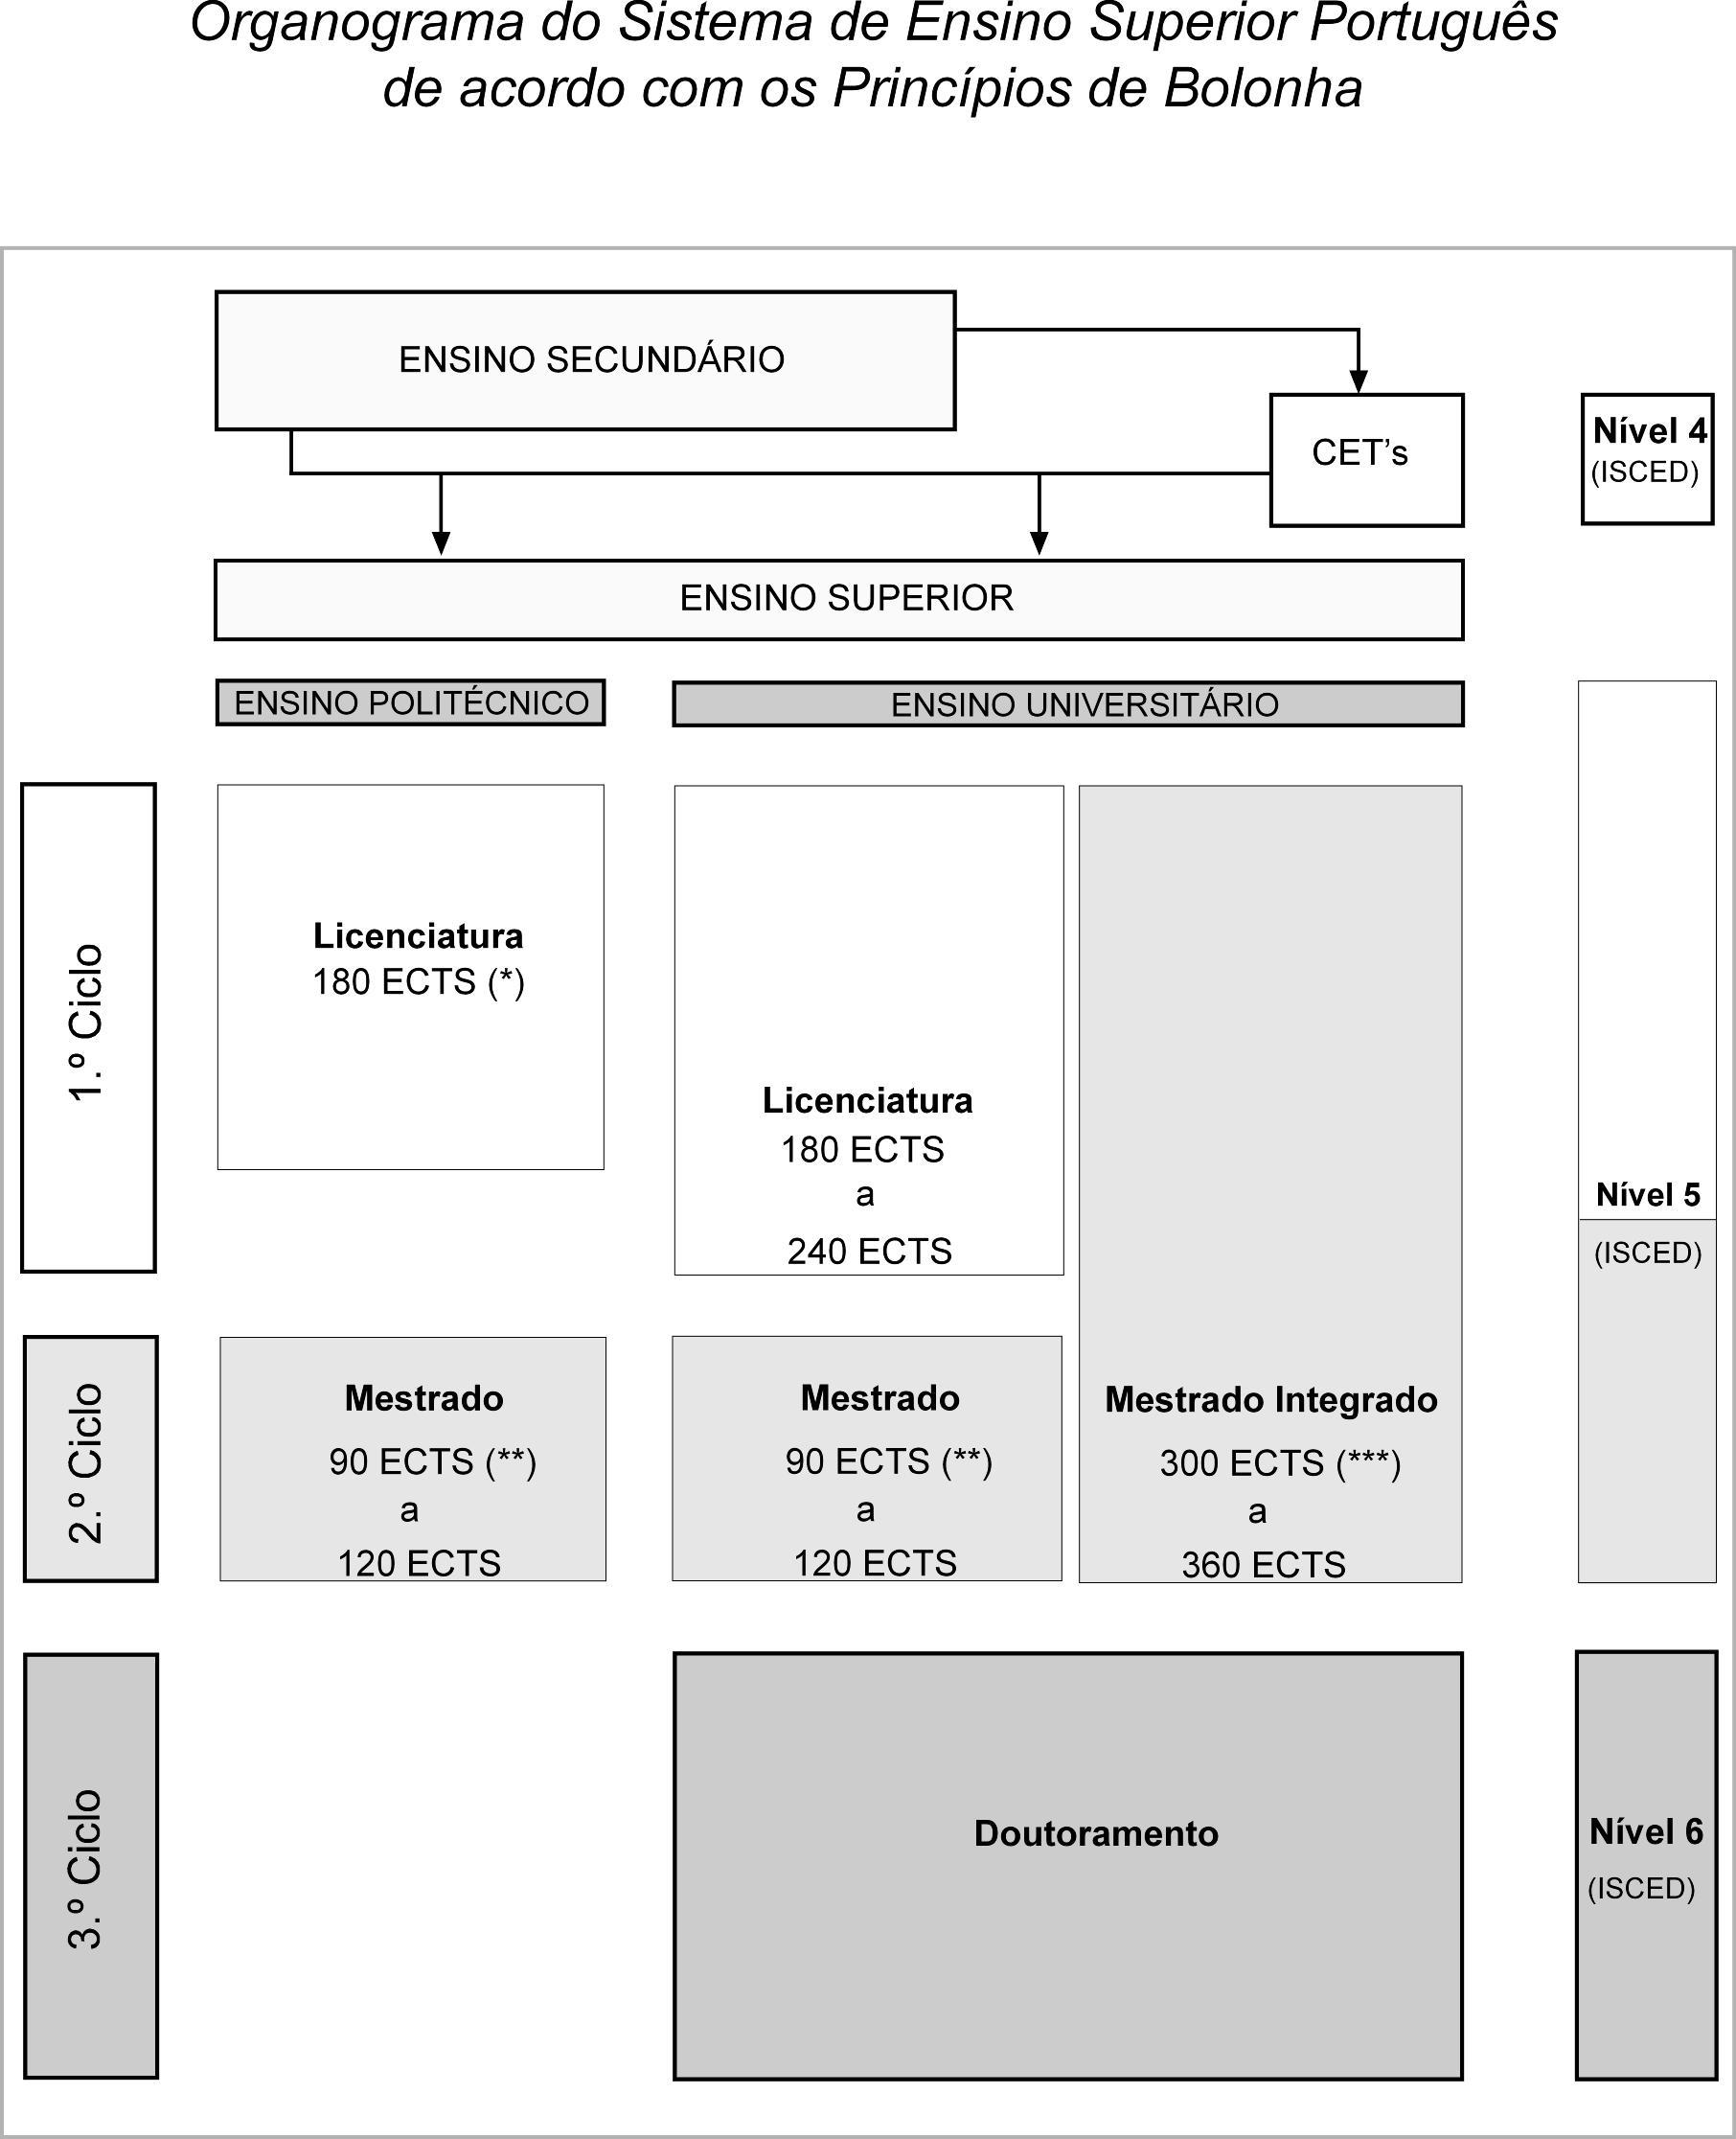 Organograma do Sistema de Ensino Superior Português
de acordo com os Princípios de Bolonha
ENSINO SECUNDÁRIO
CET’s
Nível 4
(ISCED)
ENSINO SUPERIOR
ENSINO POLITÉCNICO
ENSINO UNIVERSITÁRIO
1.º Ciclo
Licenciatura
180 ECTS (*)
Licenciatura
180 ECTS
a
240 ECTS
Nível 5
(ISCED)
2.º Ciclo
Mestrado
90 ECTS (**)
a
120 ECTS
Mestrado
90 ECTS (**)
a
120 ECTS
Mestrado Integrado
300 ECTS (***)
a
360 ECTS
3.º Ciclo
Doutoramento
Nível 6
(ISCED)